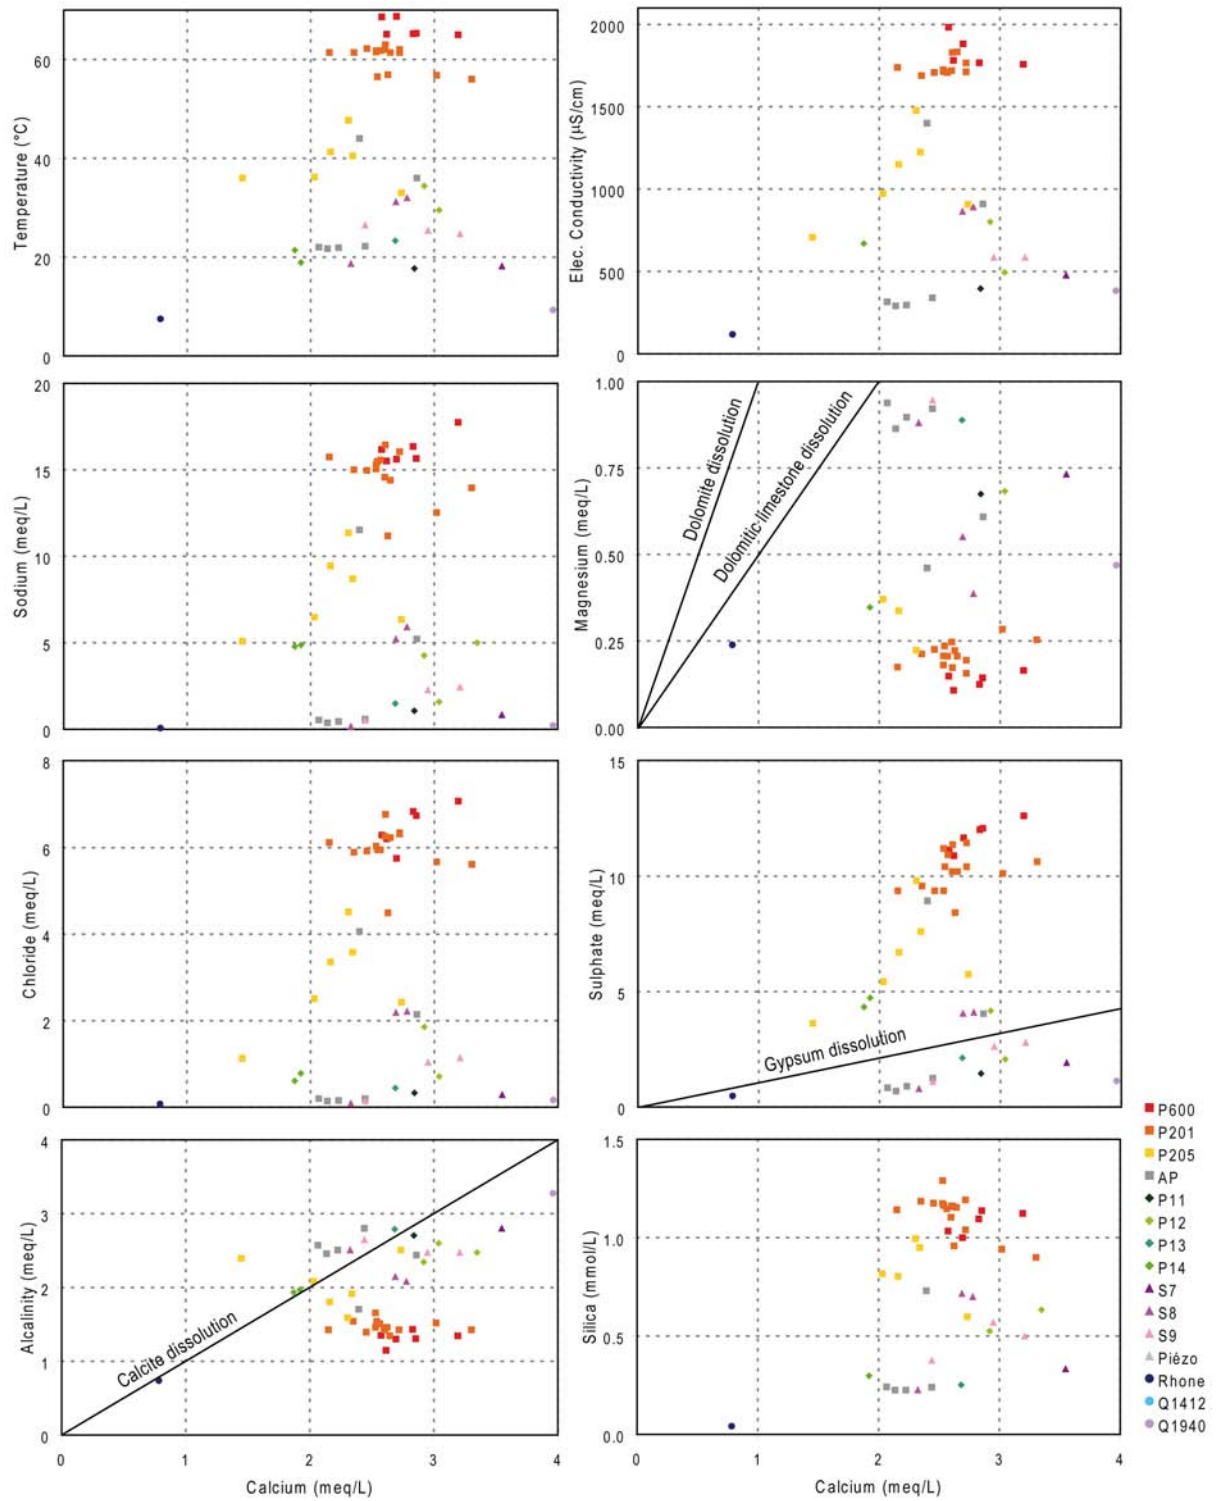 Temperature (°C)
60
40
20
0
Elec. Conductivity (µS/cm)
2000
1500
1000
500
0
Sodium (meq/L)
20
15
10
5
0
Magnesium (meq/L)
1.00
0.75
0.50
0.25
0.00
Dolomite dissolution
Dolomitic-limestone dissolution
Chloride (meq/L)
8
6
4
2
0
Sulphate (meq/L)
15
10
5
0
Gypsum dissolution
Alcalinity (meq/L)
4
3
2
1
0
Calcite dissolution
0 1 2 3 4
Calcium (meq/L)
Silica (mmol/L)
1.5
1.0
0.5
0.0
0 1 2 3 4
Calcium (meq/L)
P600
P201
P205
AP
P11
P12
P13
P14
S7
S8
S9
Piézo
Rhone
Q1412
Q1940